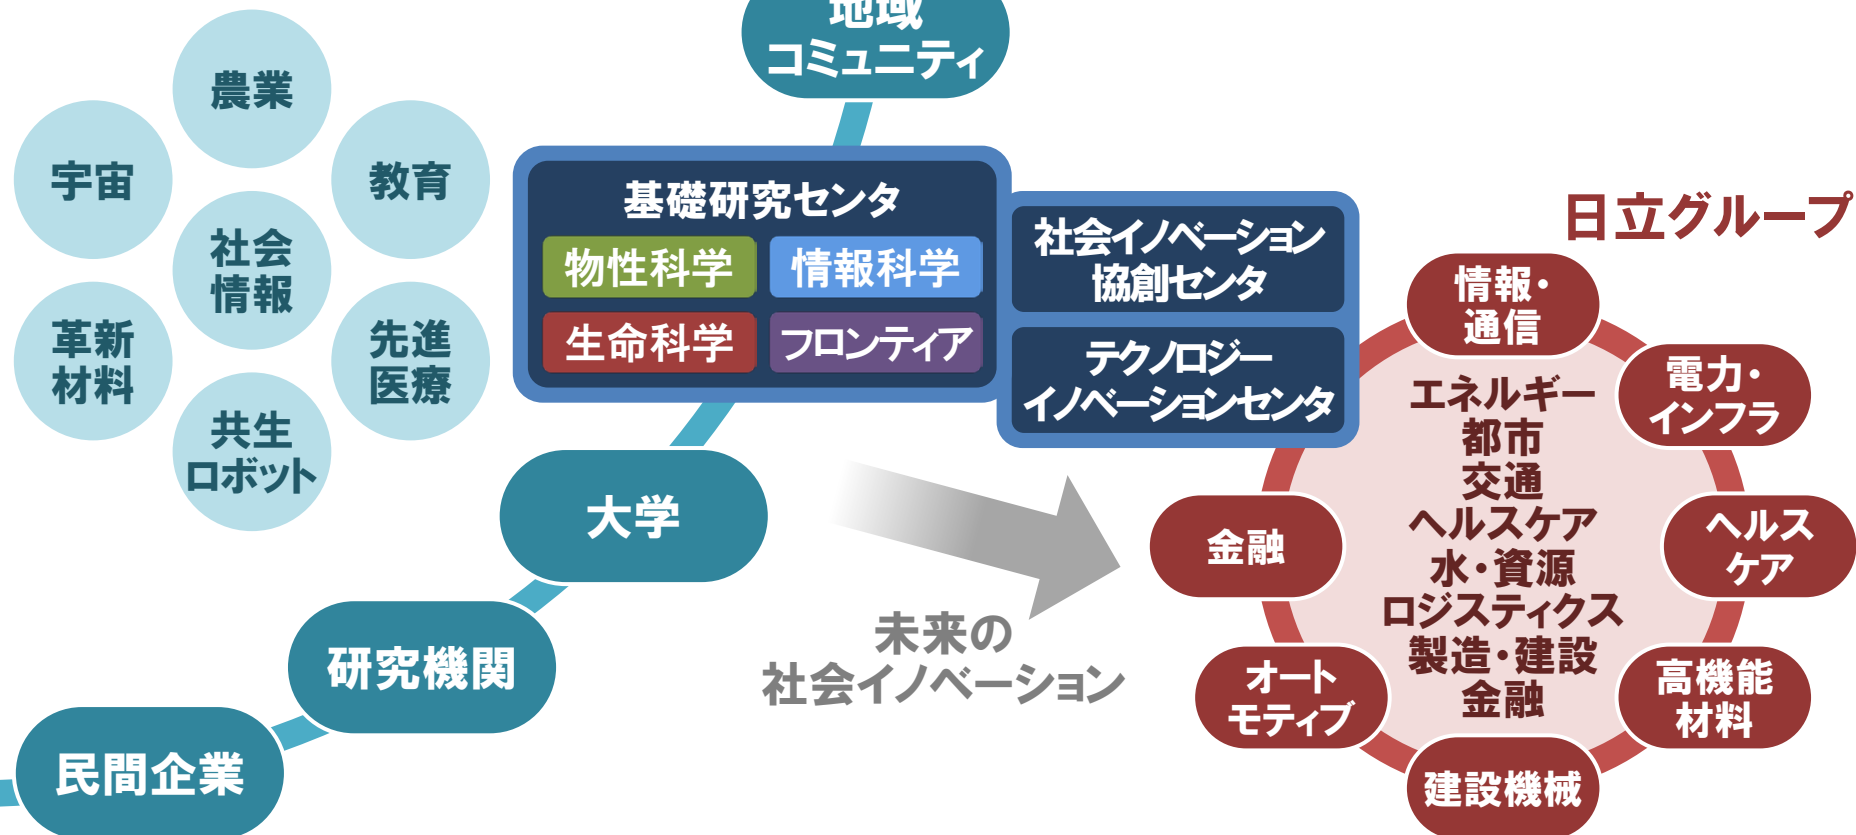 農業
宇宙
教育
社会
情報
革新
材料
先進
医療
共生
ロボット
地域
コミュニティ
基礎研究センタ
物性科学
情報科学
生命科学
フロンティア
社会イノベーション
協創センタ
テクノロジー
イノベーションセンタ
大学
研究機関
民間企業
未来の
社会イノベーション
日立グループ
情報・
通信
電力・
インフラ
ヘルス
ケア
高機能
材料
建設機械
オート
モティブ
金融
エネルギー
都市
交通
ヘルスケア
水・資源
ロジスティクス
製造・建設
金融